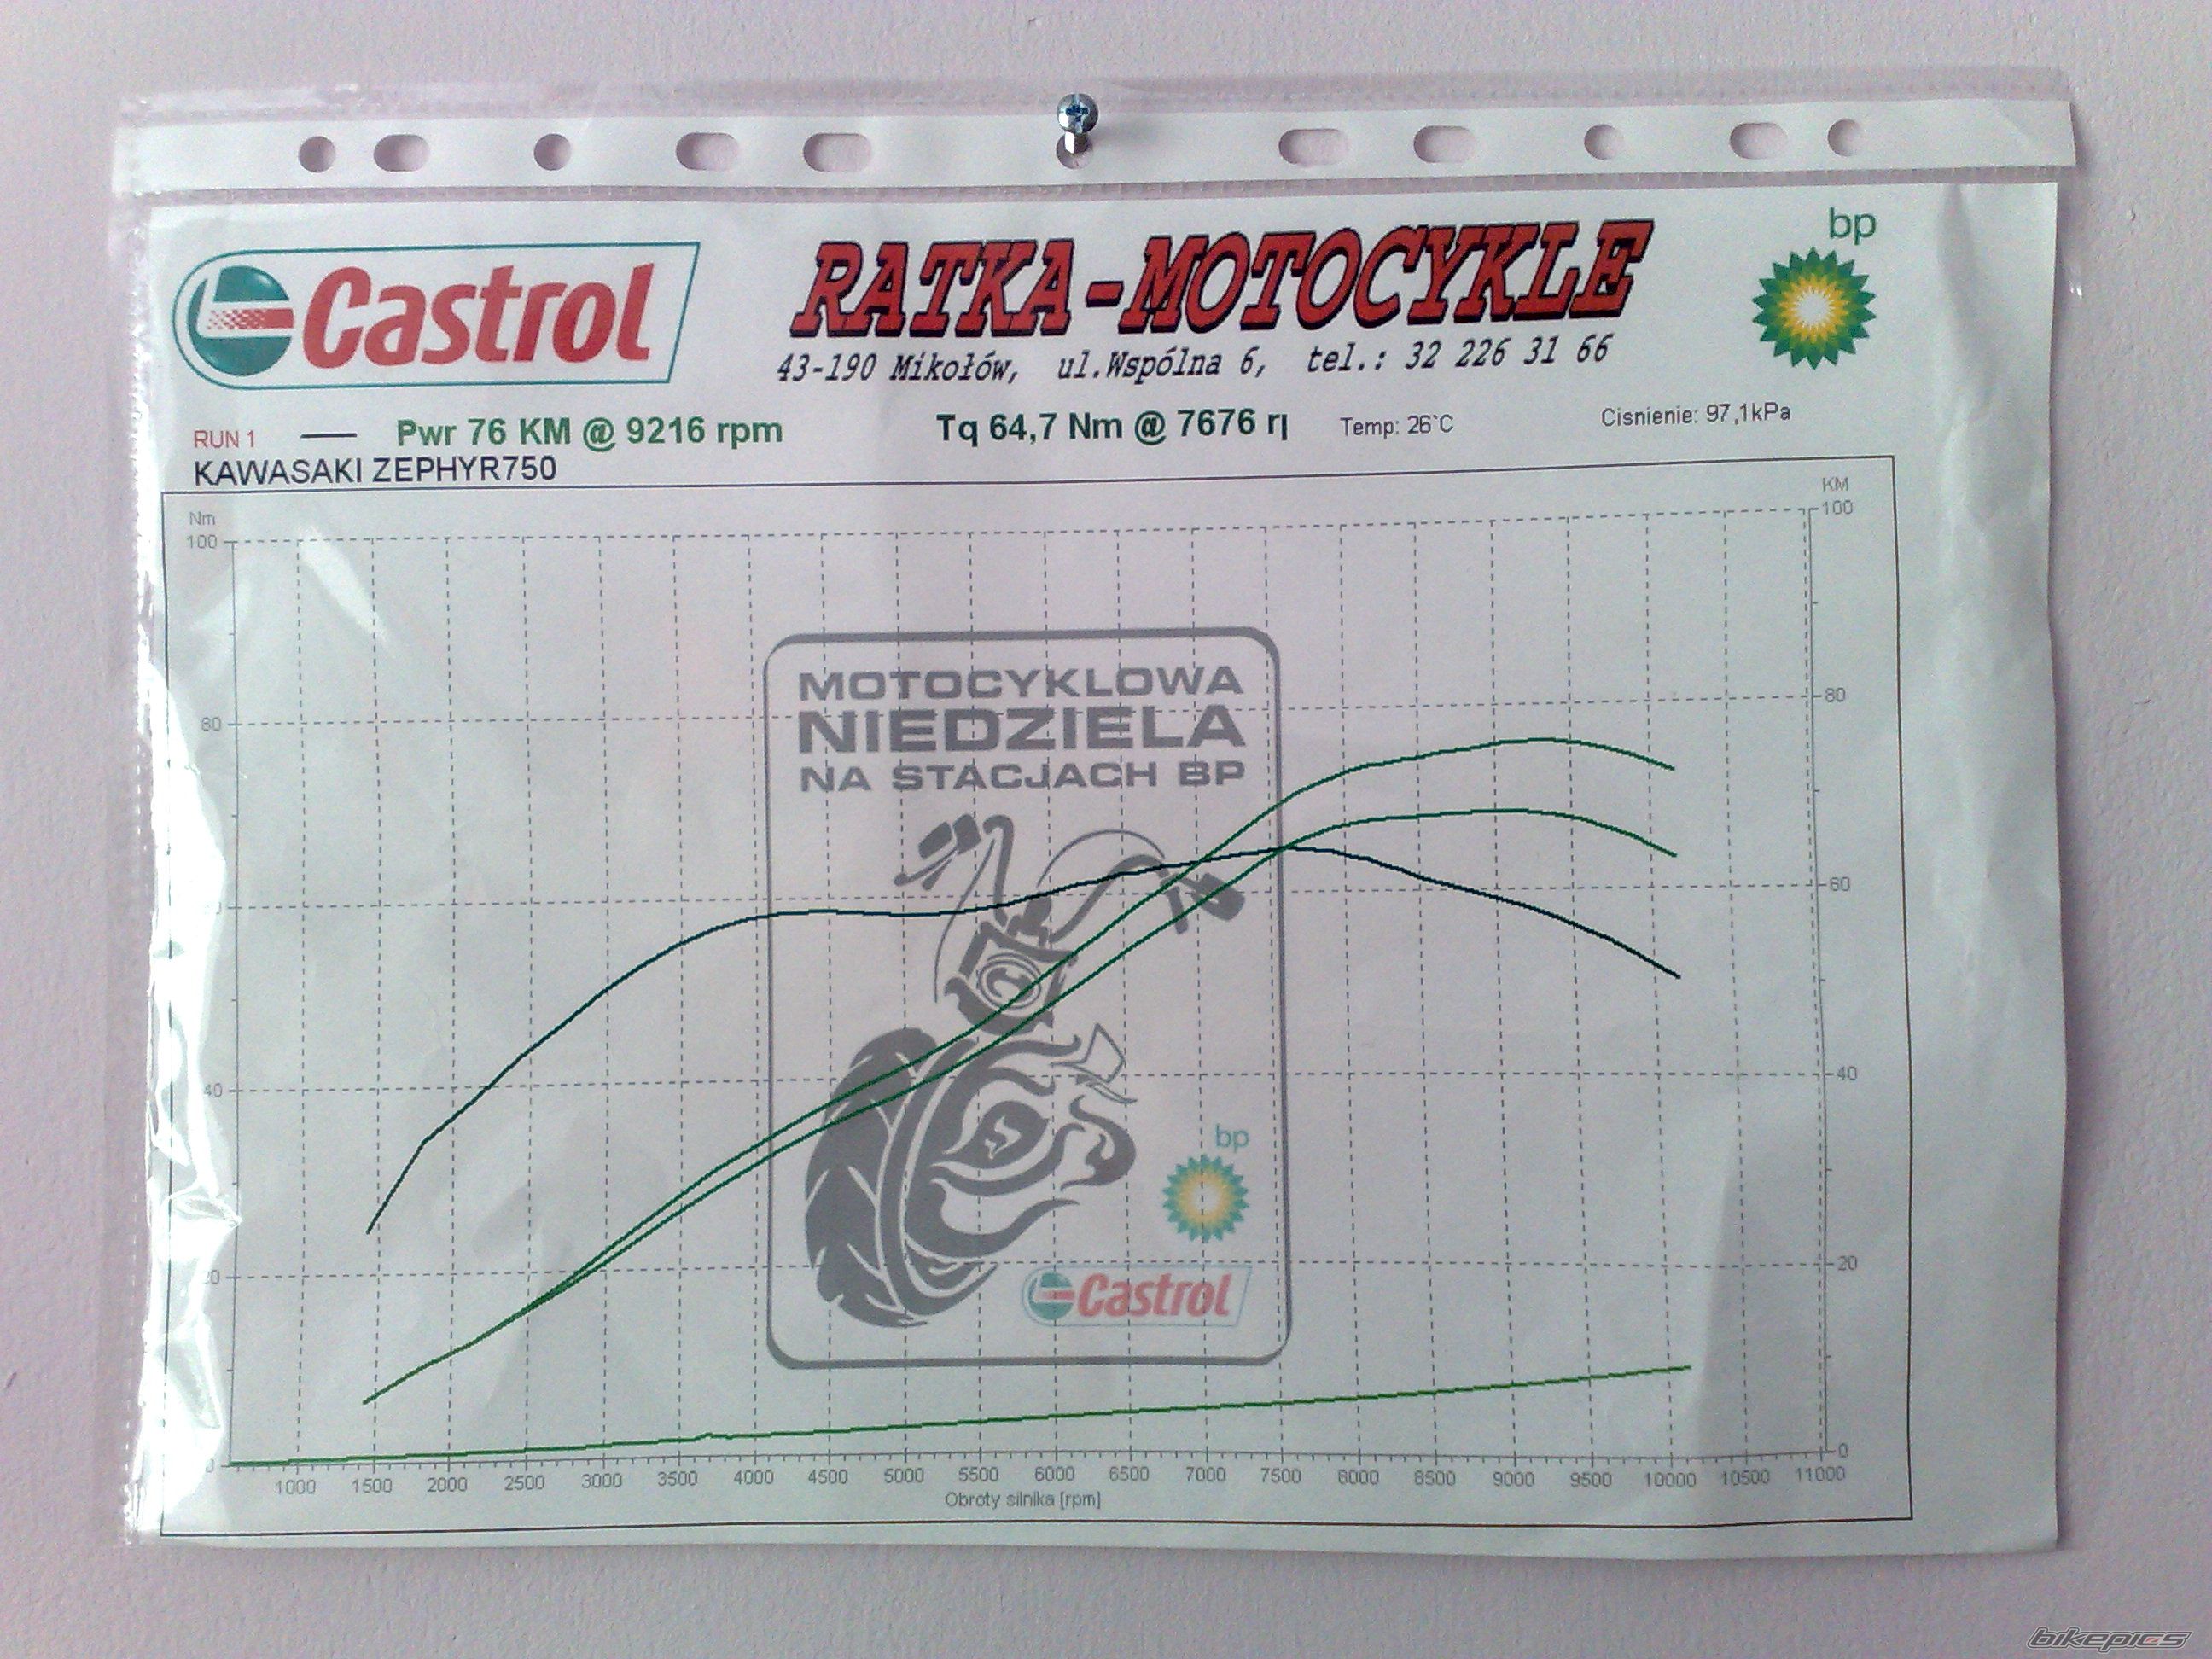 Castrol
RATKA-MOTOCYKLE
43-190 Mikołów, ul.Wspólna 6, tel.: 32 226 31 66
bp
RUN 1 Pwr 76 KM @ 9216 rpm Tq 64,7 Nm @ 7676 r Temp: 26`C Cisnienie: 97,1kPa
KAWASAKI ZEPHYR750
Nm
KM
100
100
80
80
60
40
40
20
20
0
0
MOTOCYKLOWA
NIEDZIELA
NA STACJACH BP
bp
Castrol
1000 1500 2000 2500 3000 3500 4000 4500 5000 5500 6000 6500 7000 7500 8000 8500 9000 9500 10000 10500 11000
Obroty silnika [rpm]
bikepics